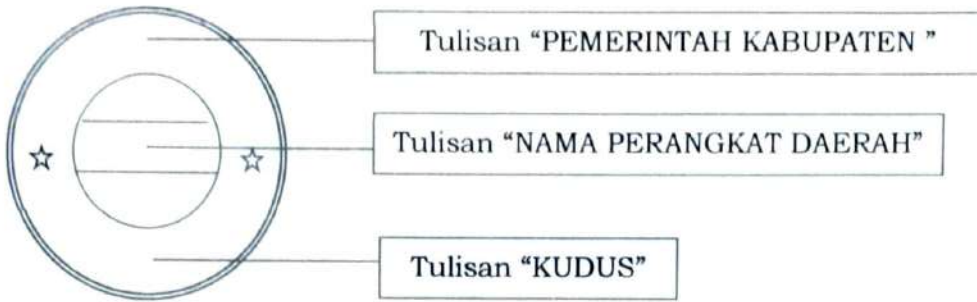 Tulisan “PEMERINTAH KABUPATEN ”
Tulisan “NAMA PERANGKAT DAERAH”
Tulisan “KUDUS”